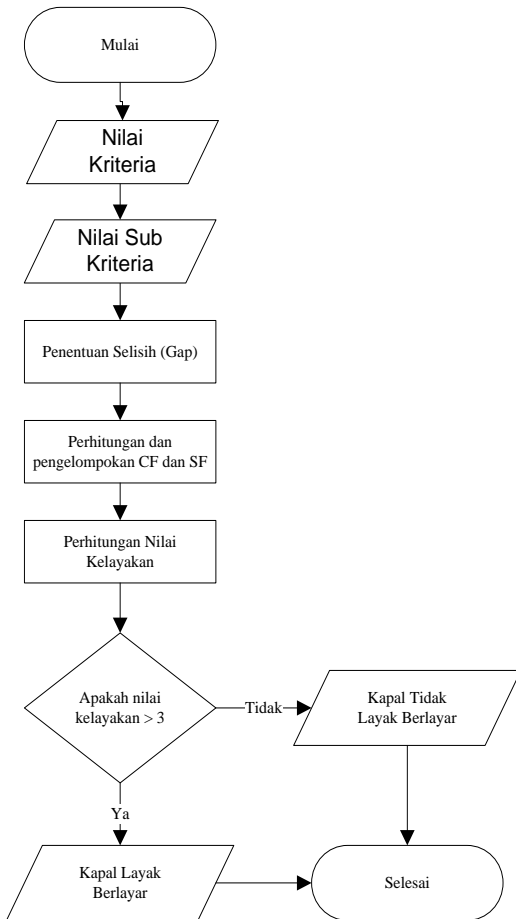 Mulai
Nilai
Kriteria
Nilai Sub
Kriteria
Penentuan Selisih (Gap)
Perhitungan dan
pengelompokan CF dan SF
Perhitungan Nilai
Kelayakan
Apakah nilai
kelayakan > 3
Tidak
Kapal Tidak
Layak Berlayar
Ya
Kapal Layak
Berlayar
Selesai